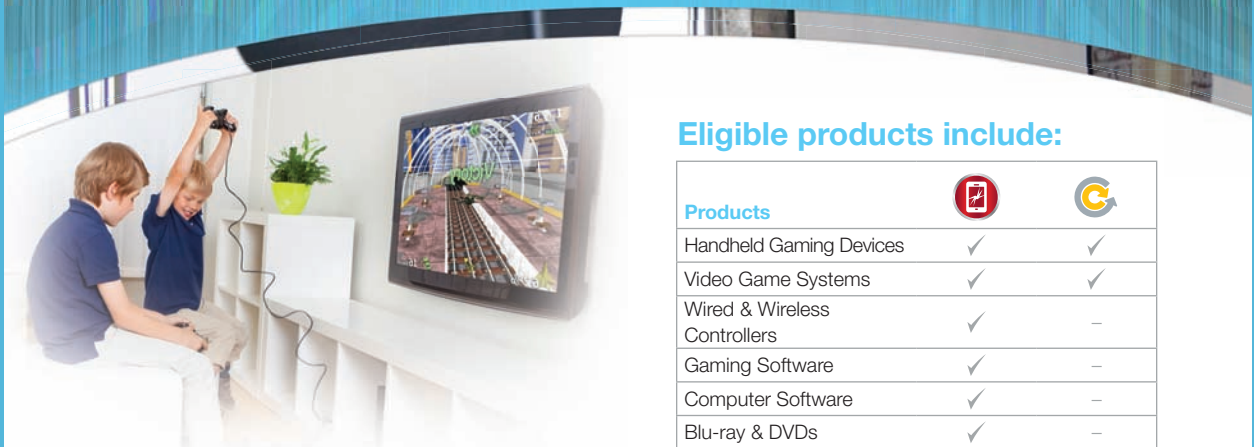 Eligible products include:
Products
Handheld Gaming Devices ✓ ✓
Video Game Systems ✓ ✓
Wired & Wireless
Controllers ✓ –
Gaming Software ✓ –
Computer Software ✓ –
Blu-ray & DVDs ✓ –